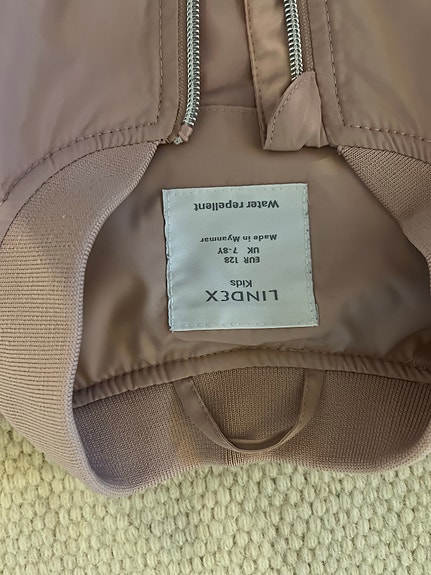 LINDEX
Kids
EUR 128
UK 7-8Y
Made in Myanmar
Water repellent